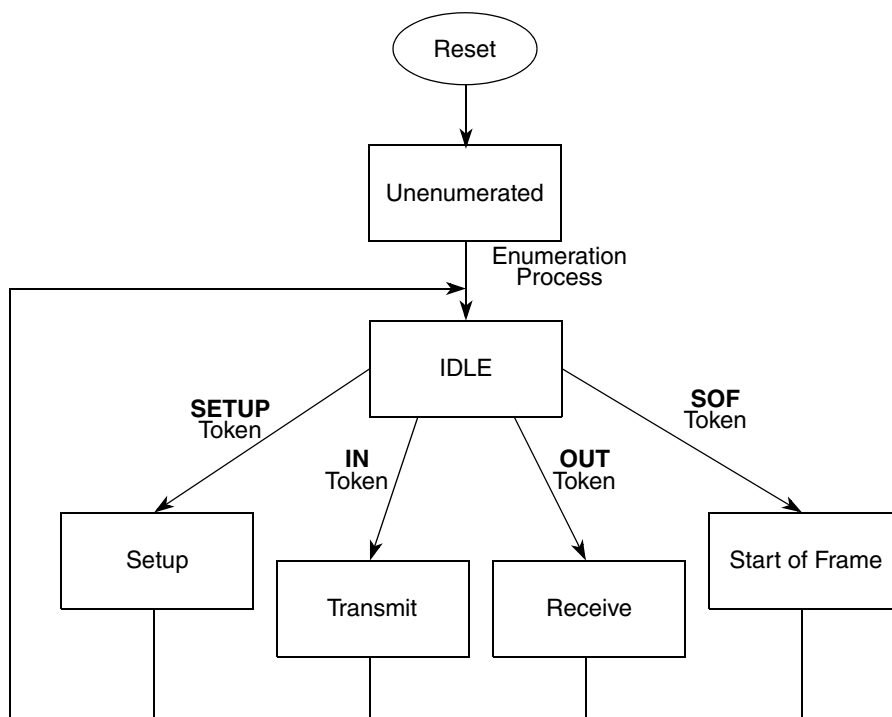 Reset
Unenumerated
Enumeration
Process
IDLE
SETUP
Token
IN
Token
OUT
Token
SOF
Token
Setup
Transmit
Receive
Start of Frame